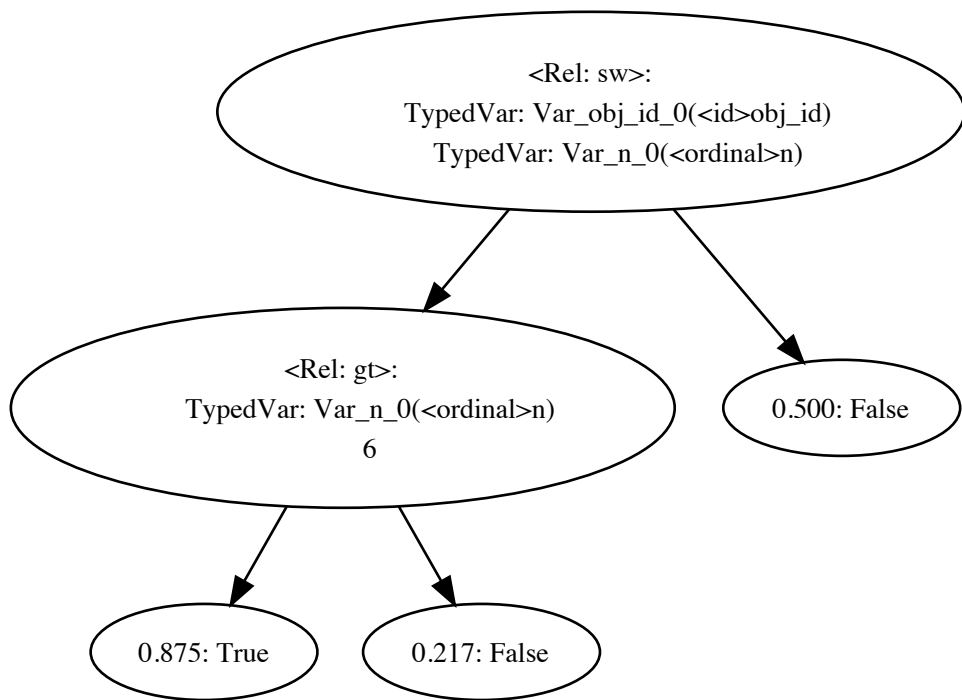 <Rel: sw>:
TypedVar: Var_obj_id_0(<id>obj_id)
TypedVar: Var_n_0(<ordinal>n)
<Rel: gt>:
TypedVar: Var_n_0(<ordinal>n)
6
0.500: False
0.875: True
0.217: False